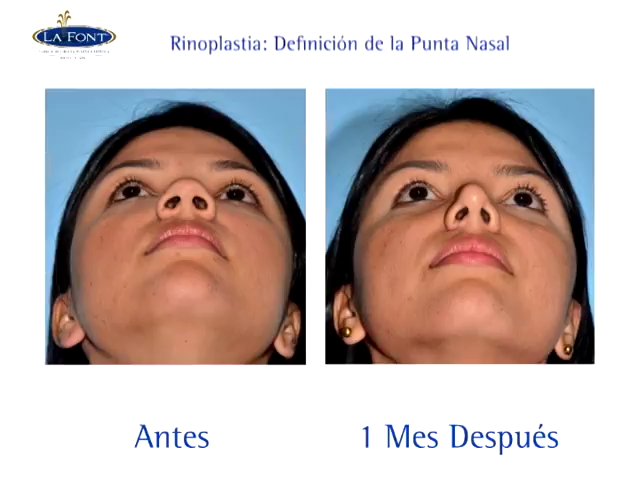 LA FONT
Rinoplastia: Definición de la Punta Nasal
Antes
1 Mes Después